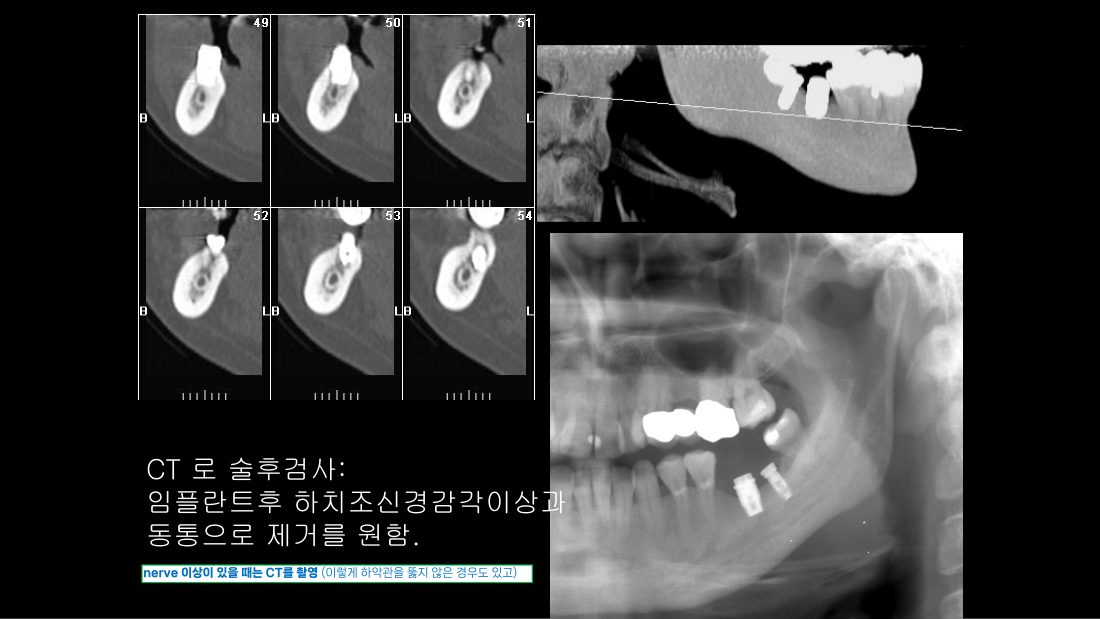 49
50
51
B
L
B
L
B
L
52
53
54
B
L
B
L
B
L
CT 로 술후검사:
임플란트후 하치조신경감각이상과
동통으로 제거를 원함.
nerve 이상이 있을 때는 CT를 촬영 (이렇게 하악관을 뚫지 않은 경우도 있고)